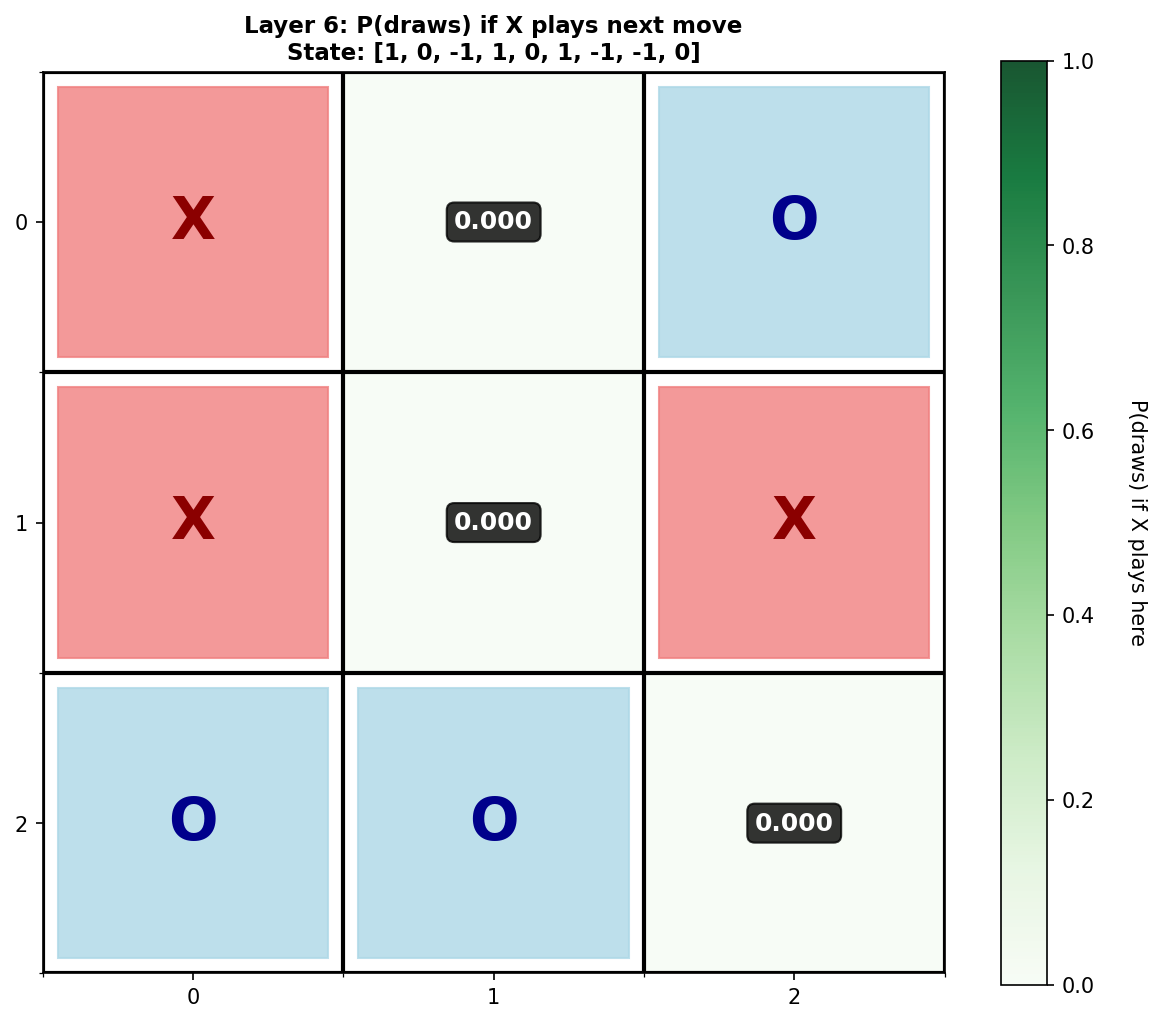 Layer 6: P(draws) if X plays next move
State: [1, 0, -1, 1, 0, 1, -1, -1, 0]
X
0.000
O
X
0.000
X
O
O
0.000
0
1
2
0
1
2
1.0
0.8
0.6
0.4
0.2
0.0
P(draws) if X plays here